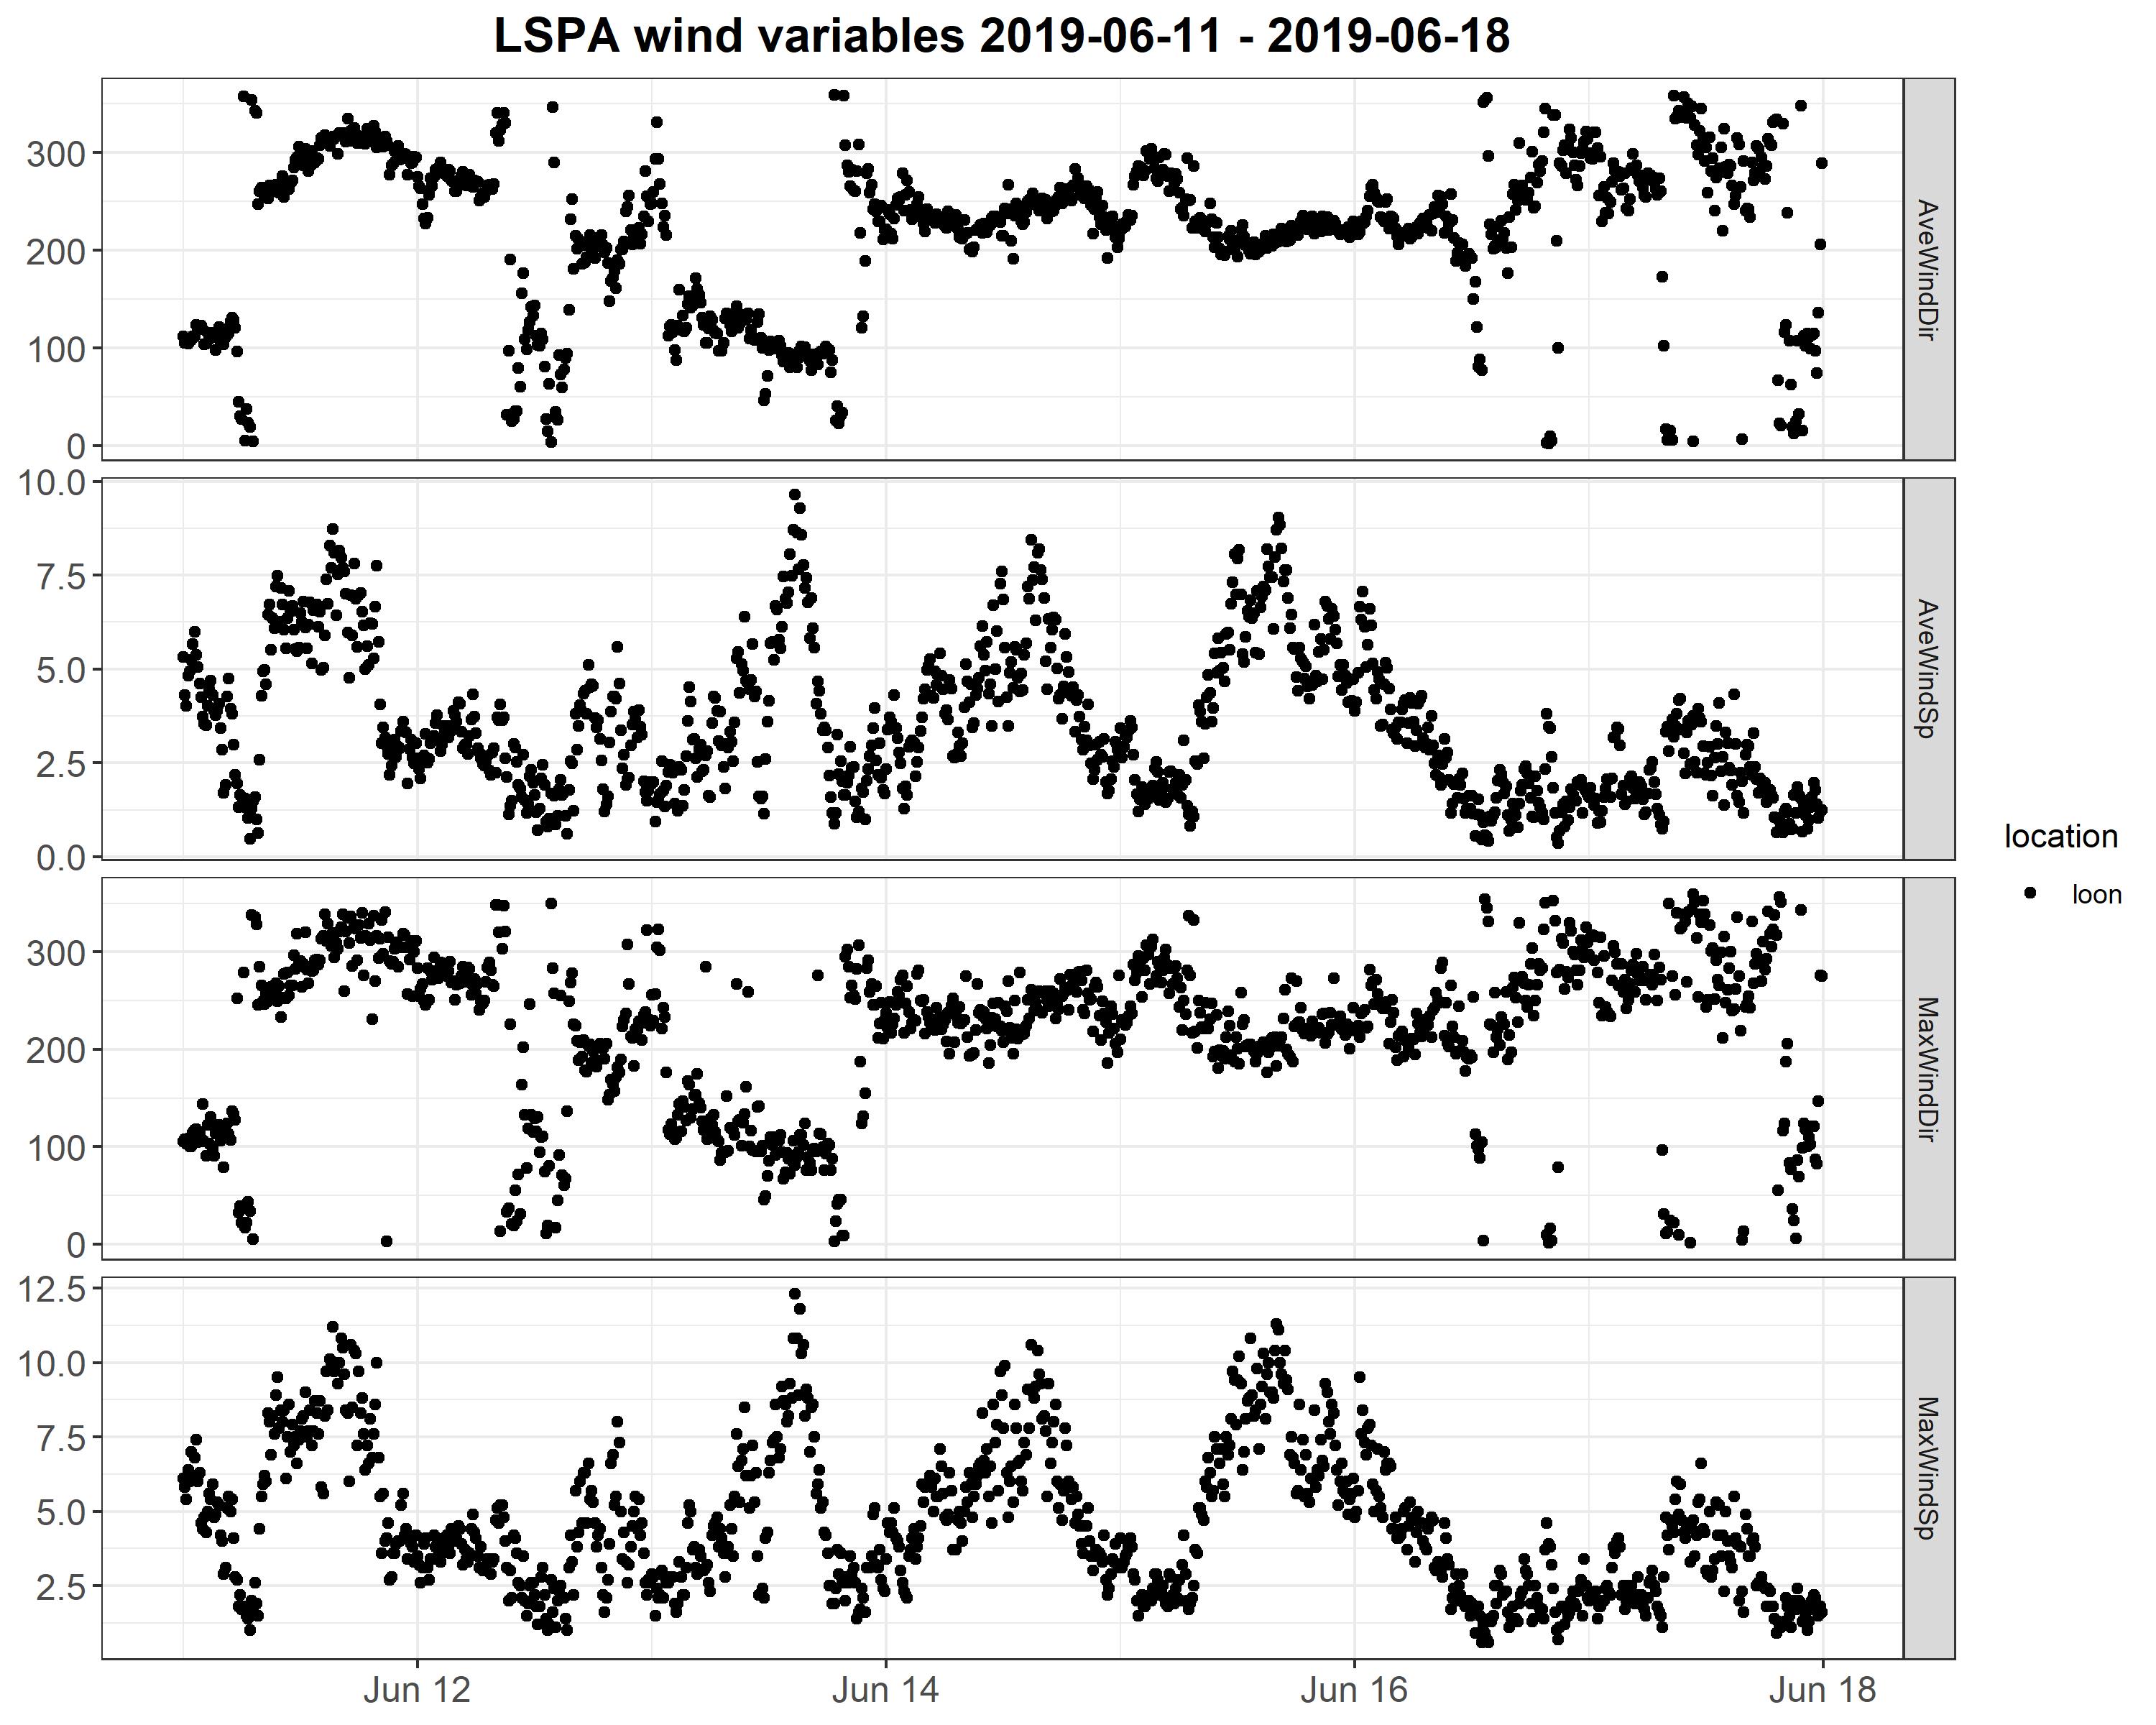 LSPA wind variables 2019-06-11 - 2019-06-18
300
200
100
0
AveWindDir
10.0
7.5
5.0
2.5
0.0
AveWindSp
location
loon
300
200
100
0
MaxWindDir
12.5
10.0
7.5
5.0
2.5
MaxWindSp
Jun 12 Jun 14 Jun 16 Jun 18